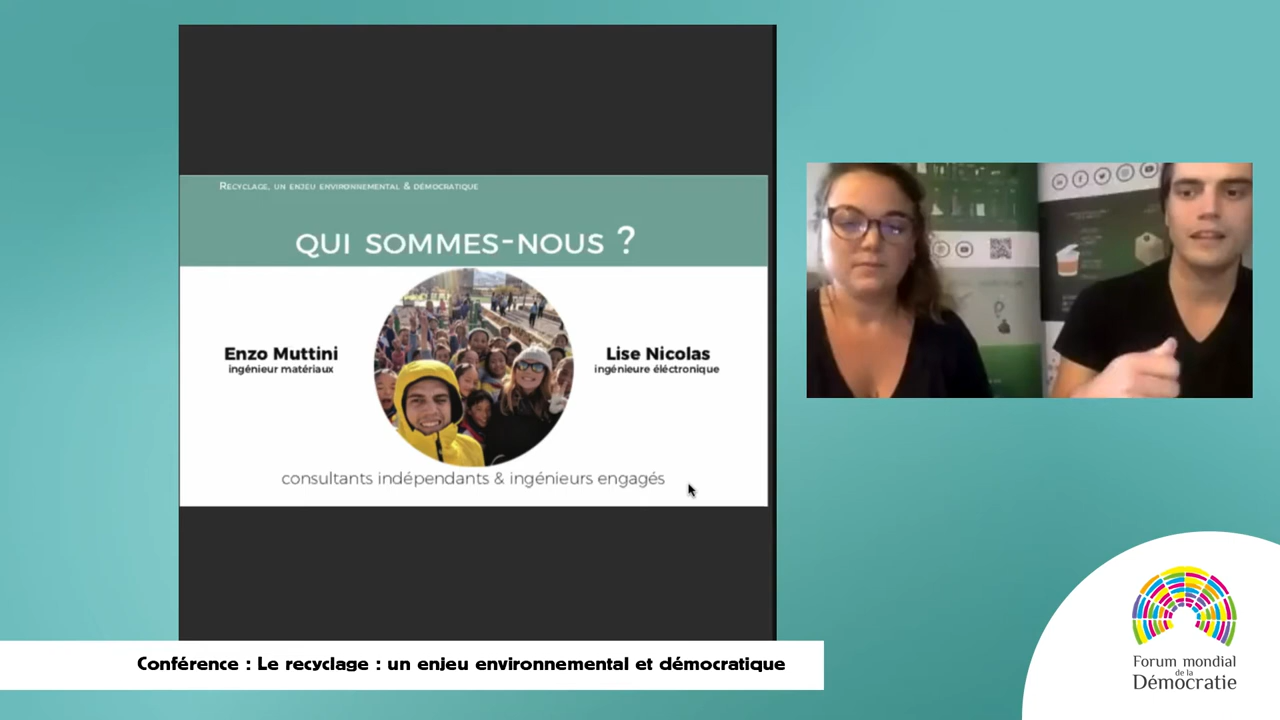 Recyclage, un enjeu environnemental & démocratique
QUI SOMMES-NOUS ?
Enzo Muttini
ingénieur matériaux
Lise Nicolas
ingénieure éléctronique
consultants indépendants & ingénieurs engagés
Conférence : Le recyclage : un enjeu environnemental et démocratique
Forum mondial
de la
Démocratie